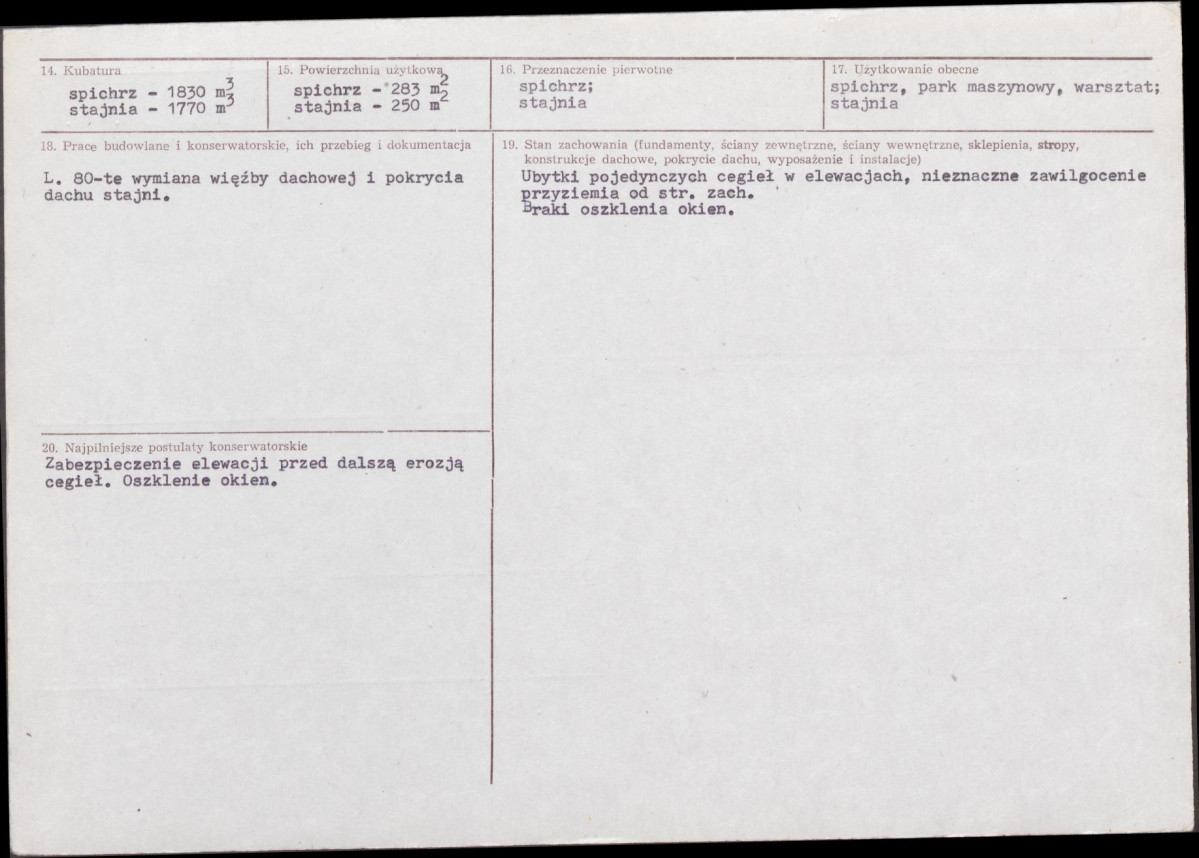 14. Kubatura
spichrz - 1830 m³
stajnia - 1770 m³
15. Powierzchnia użytkowa
spichrz - 283 m²
stajnia - 250 m²
16. Przeznaczenie pierwotne
spichrz;
stajnia
17. Użytkowanie obecne
spichrz, park maszynowy, warsztat;
stajnia
18. Prace budowlane i konserwatorskie, ich przebieg i dokumentacja
L. 80-te wymiana więźby dachowej i pokrycia
dachu stajni.
19. Stan zachowania (fundamenty, ściany zewnętrzne, ściany wewnętrzne, sklepienia, stropy,
konstrukcje dachowe, pokrycie dachu, wyposażenie i instalacje)
Ubytki pojedynczych cegieł w elewacjach, nieznaczne zawilgocenie
przyziemia od str. zach.
Braki oszklenia okien.
20. Najpilniejsze postulaty konserwatorskie
Zabezpieczenie elewacji przed dalszą erozją
cegieł. Oszklenie okien.